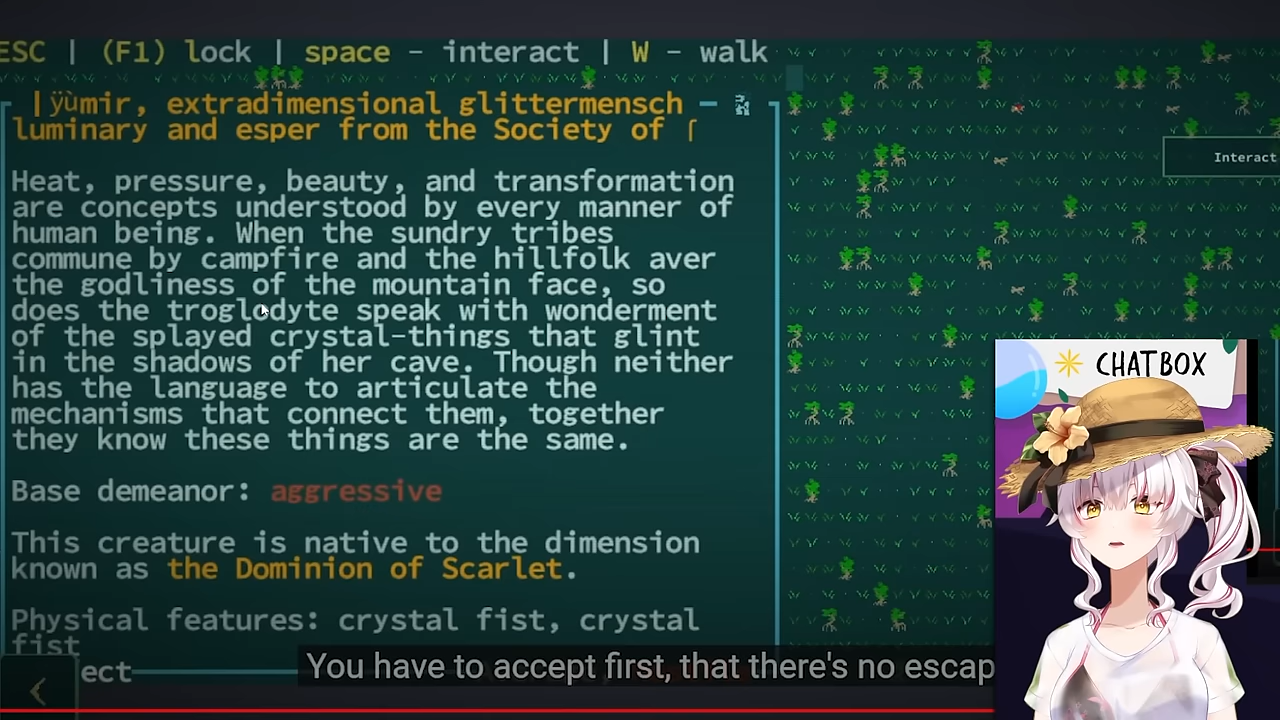 ESC | (F1) lock | space - interact | W - walk
|ÿùmir, extradimensional glittermensch
luminary and esper from the Society of ⌠
Interact
Heat, pressure, beauty, and transformation
are concepts understood by every manner of
human being. When the sundry tribes
commune by campfire and the hillfolk aver
the godliness of the mountain face, so
does the troglodyte speak with wonderment
of the splayed crystal-things that glint
in the shadows of her cave. Though neither
has the language to articulate the
mechanisms that connect them, together
they know these things are the same.
CHATBOX
Base demeanor: aggressive
This creature is native to the dimension
known as the Dominion of Scarlet.
Physical features: crystal fist, crystal
fist
ect
You have to accept first, that there's no escap